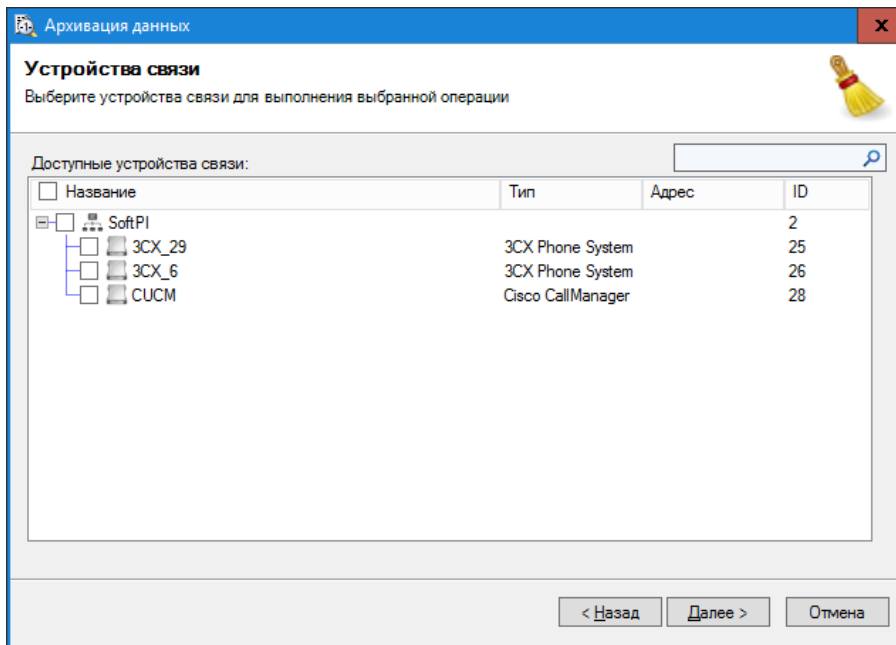 Архивация данных
Устройства связи
Выберите устройства связи для выполнения выбранной операции
Доступные устройства связи:
Название Тип Адрес ID
SoftPI 2
3CX_29 3CX Phone System 25
3CX_6 3CX Phone System 26
CUCM Cisco CallManager 28
< Назад Далее > Отмена